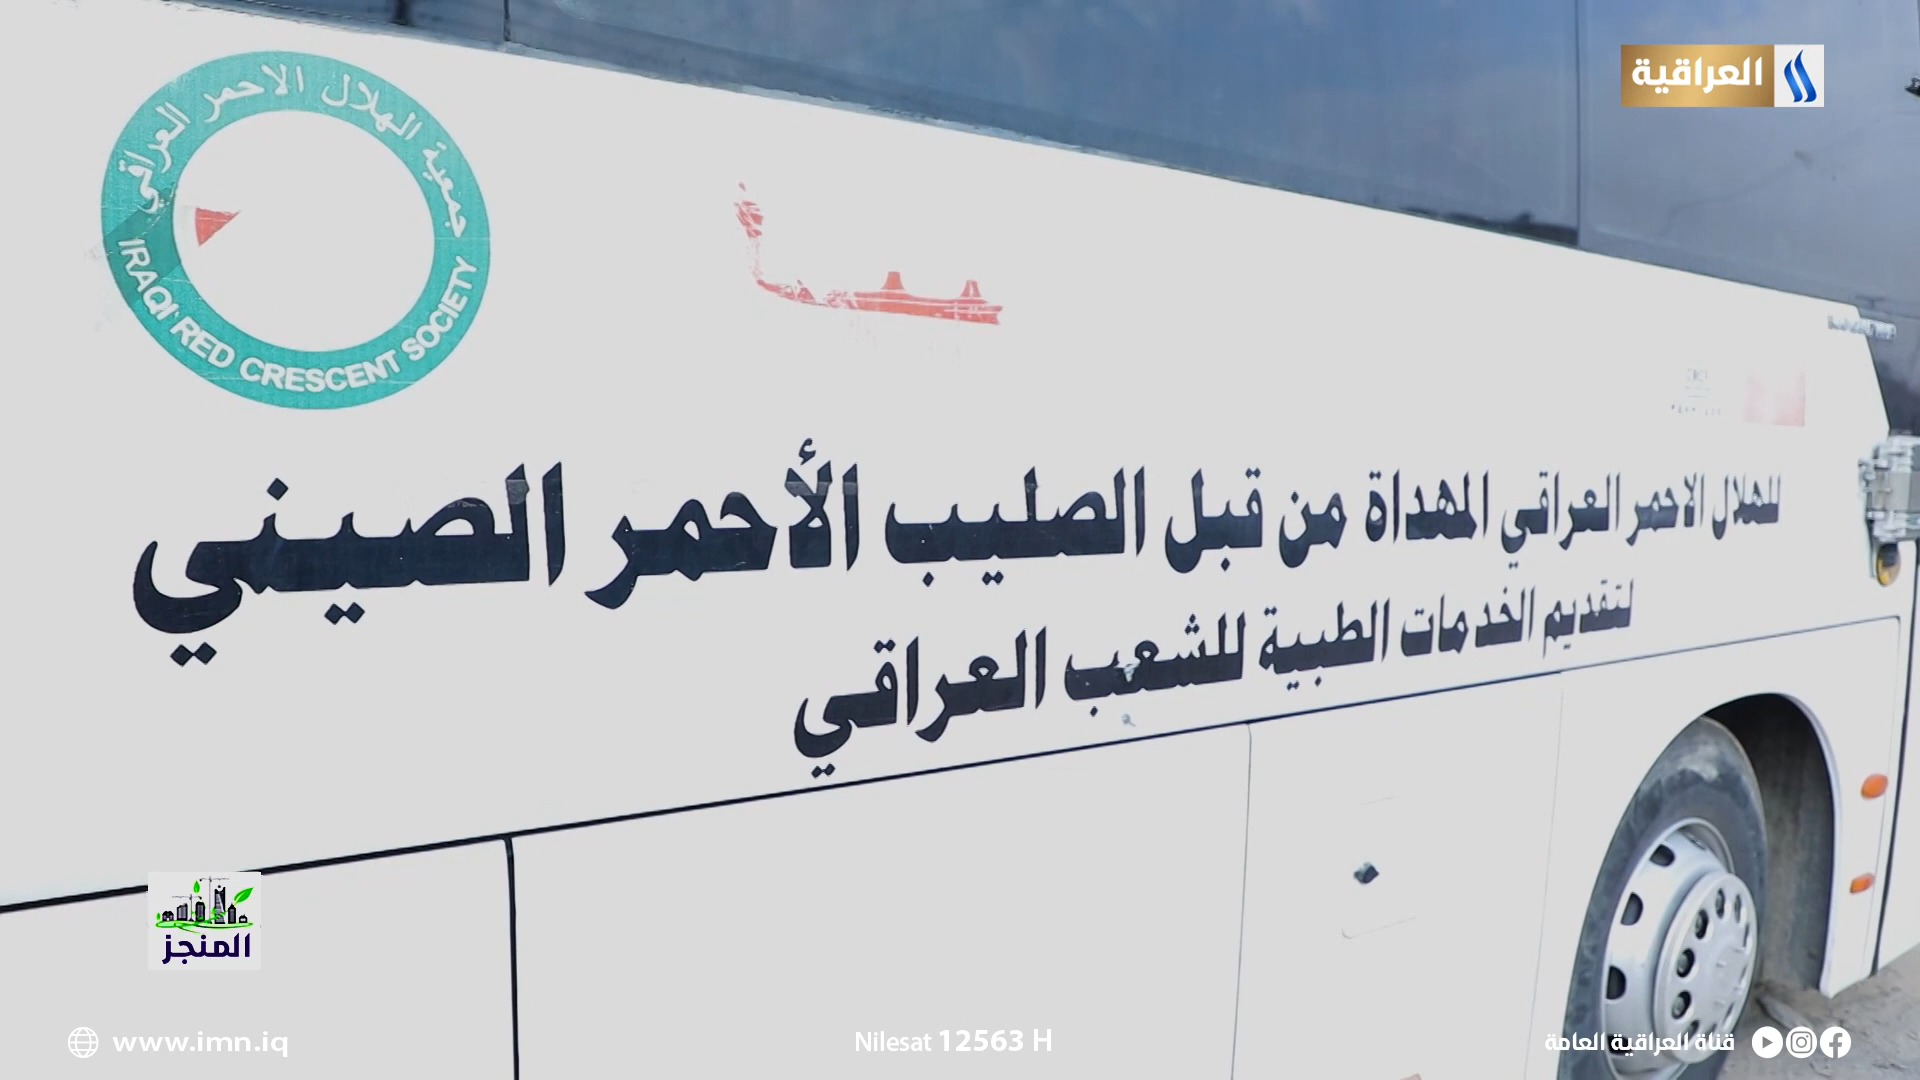 العراقية
جمعية الهلال الاحمر العراقي
IRAQI RED CRESCENT SOCIETY
للهلال الاحمر العراقي المهداة من قبل الصليب الأحمر الصيني
لتقديم الخدمات الطبية للشعب العراقي
المنجز
www.imn.iq
Nilesat 12563 H
قناة العراقية العامة